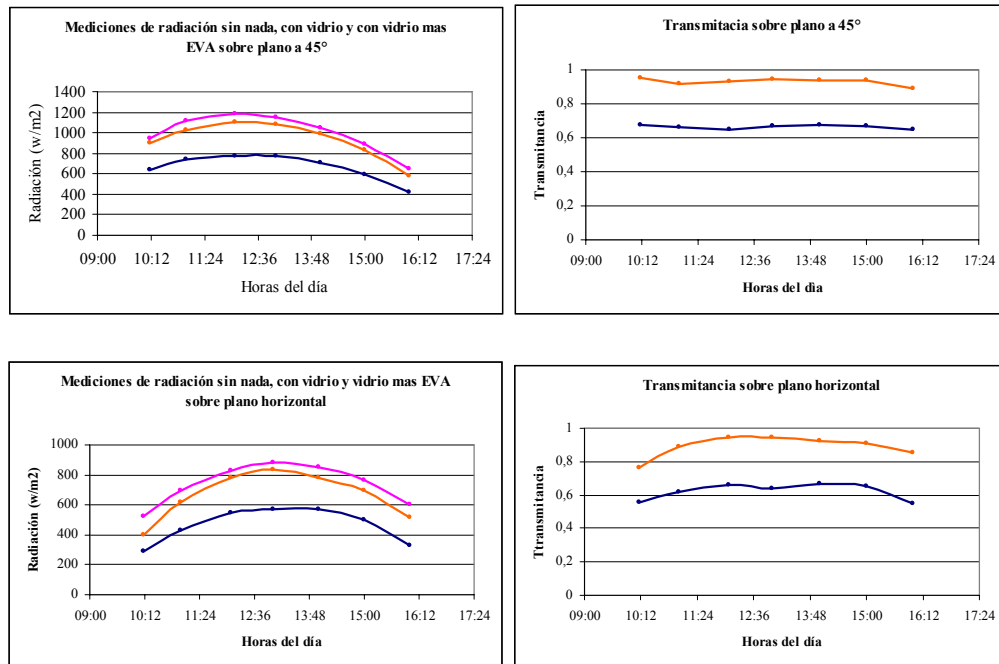 Mediciones de radiación sin nada, con vidrio y con vidrio mas
EVA sobre plano a 45°
Radiación (w/m2)
1400
1200
1000
800
600
400
200
0
09:00 10:12 11:24 12:36 13:48 15:00 16:12 17:24
Horas del día
Transmitacia sobre plano a 45°
Transmitancia
1
0,8
0,6
0,4
0,2
0
09:00 10:12 11:24 12:36 13:48 15:00 16:12 17:24
Horas del dìa
Mediciones de radiación sin nada, con vidrio y vidrio mas EVA
sobre plano horizontal
Radiación (w/m2)
1000
800
600
400
200
0
09:00 10:12 11:24 12:36 13:48 15:00 16:12 17:24
Horas del día
Transmitancia sobre plano horizontal
Ttransmitancia
1
0,8
0,6
0,4
0,2
0
09:00 10:12 11:24 12:36 13:48 15:00 16:12 17:24
Horas del día